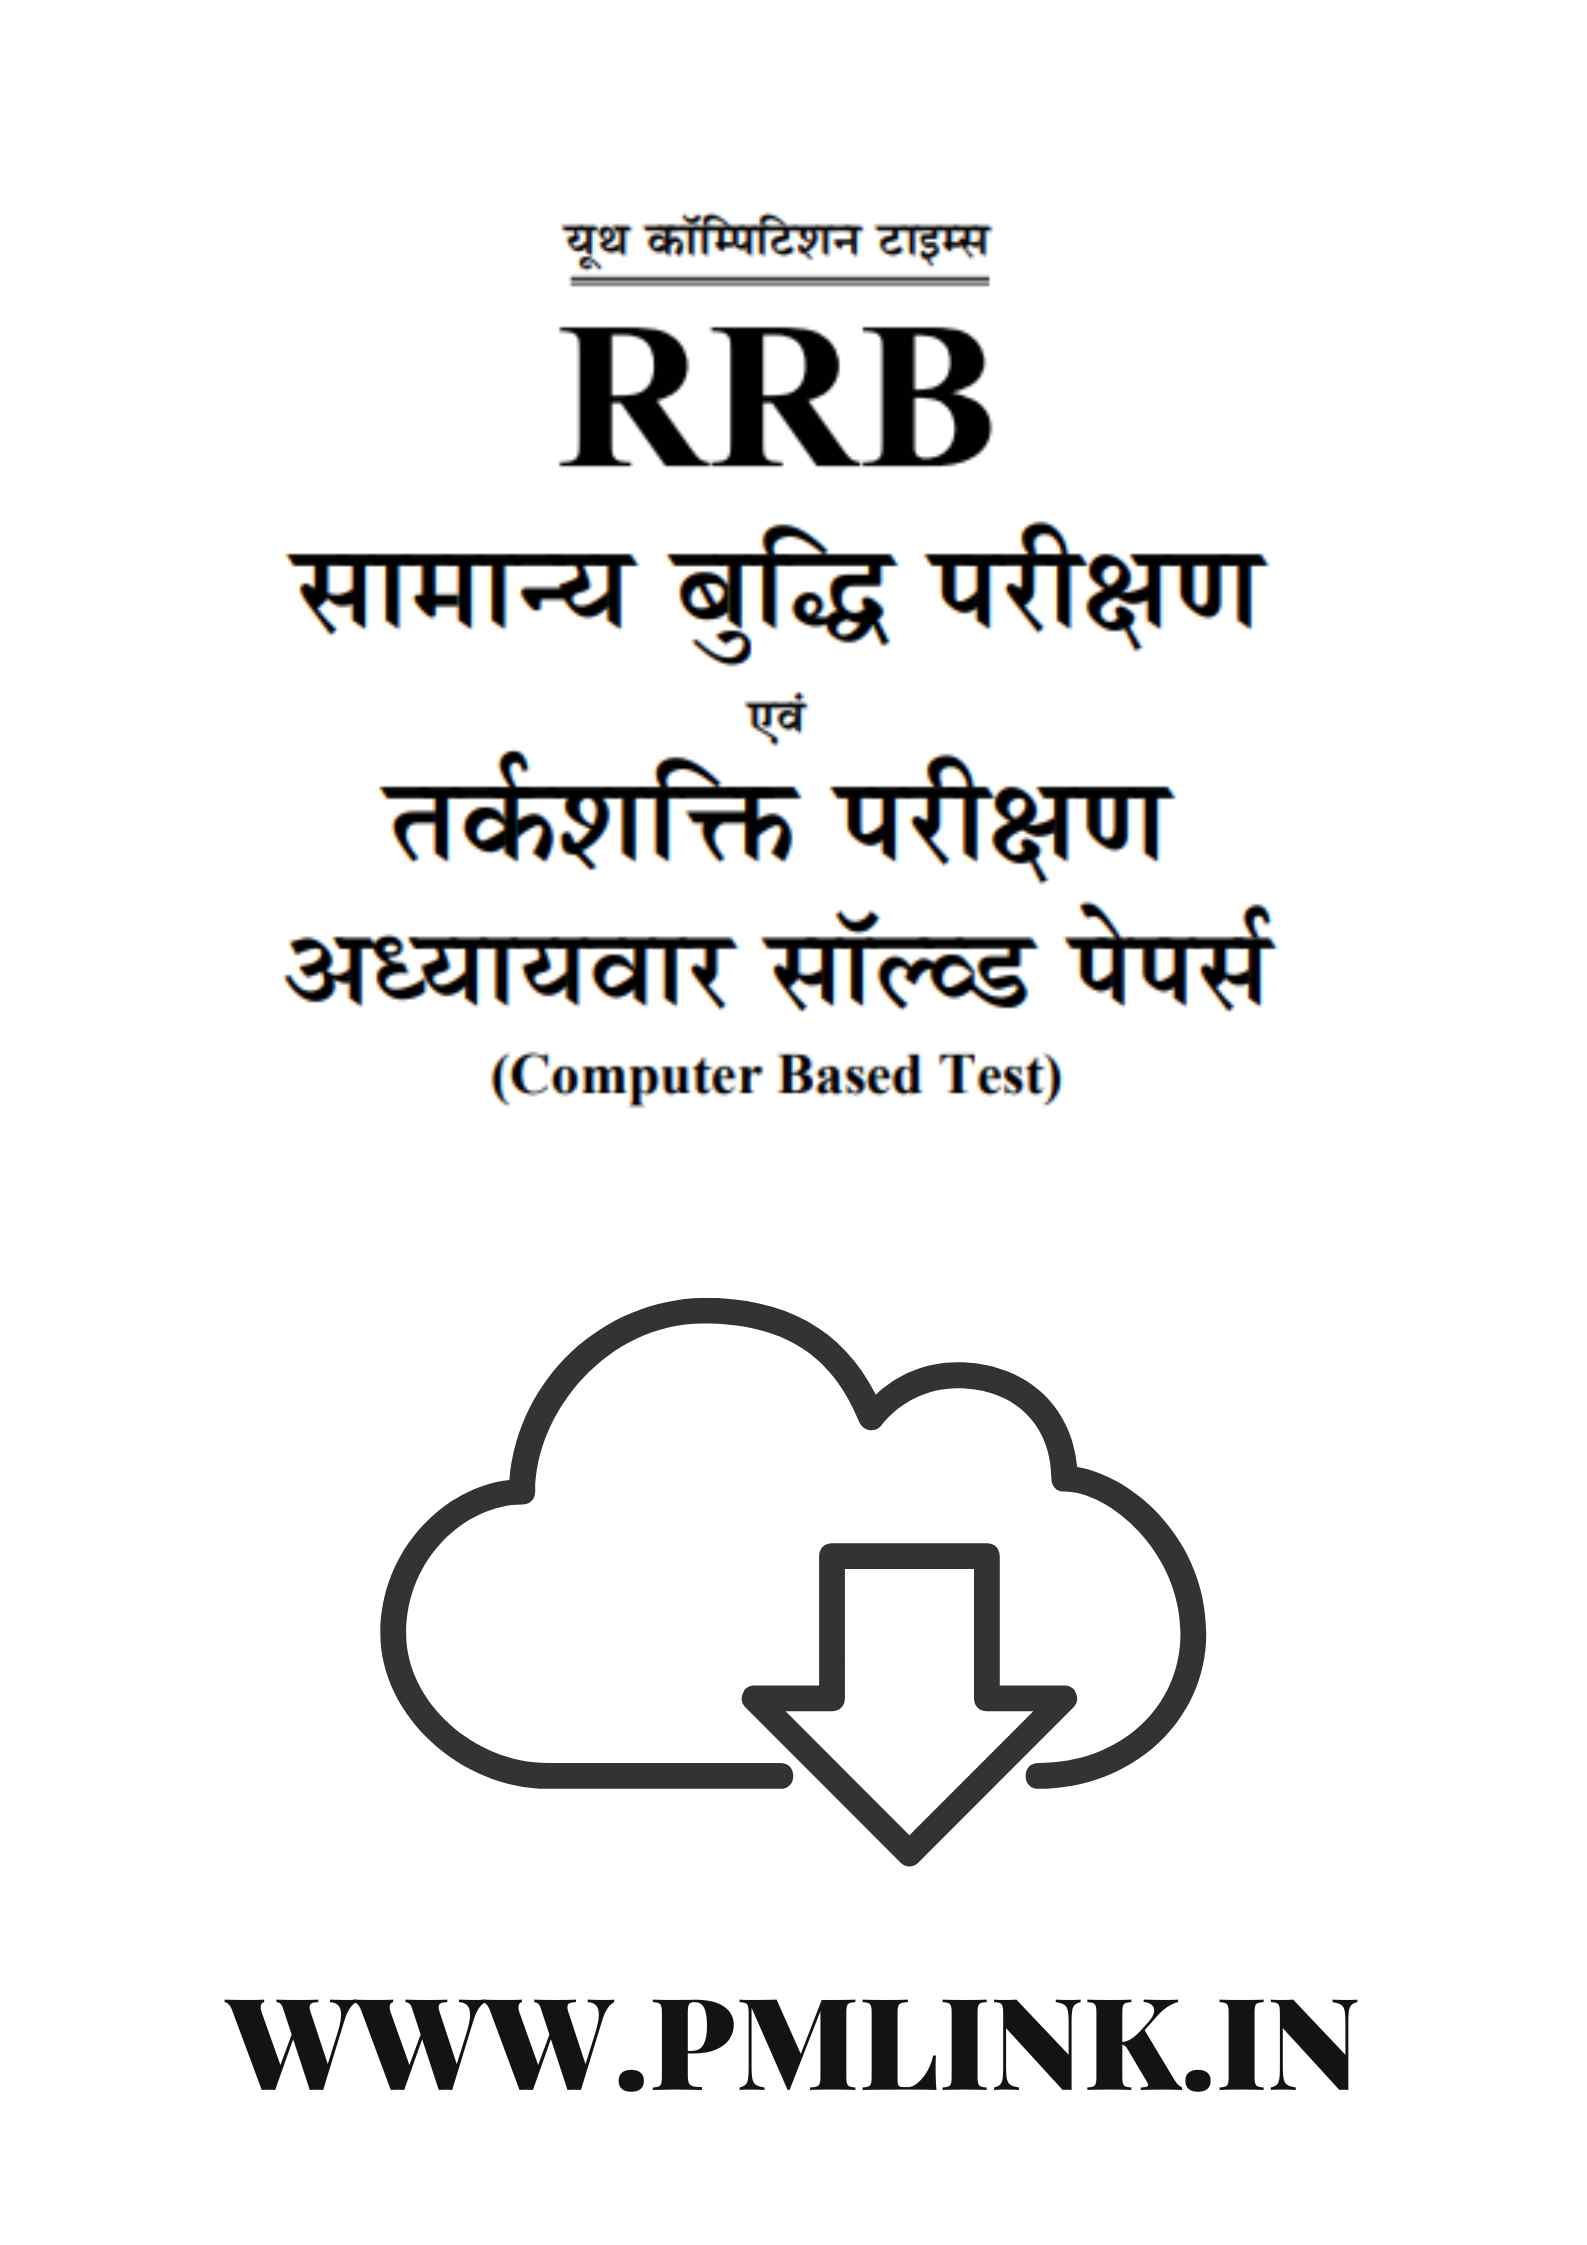 यूथ कॉम्पिटिशन टाइम्स
RRB
सामान्य बुद्धि परीक्षण
एवं
तर्कशक्ति परीक्षण
अध्यायवार सॉल्व्ड पेपर्स
(Computer Based Test)
WWW.PMLINK.IN